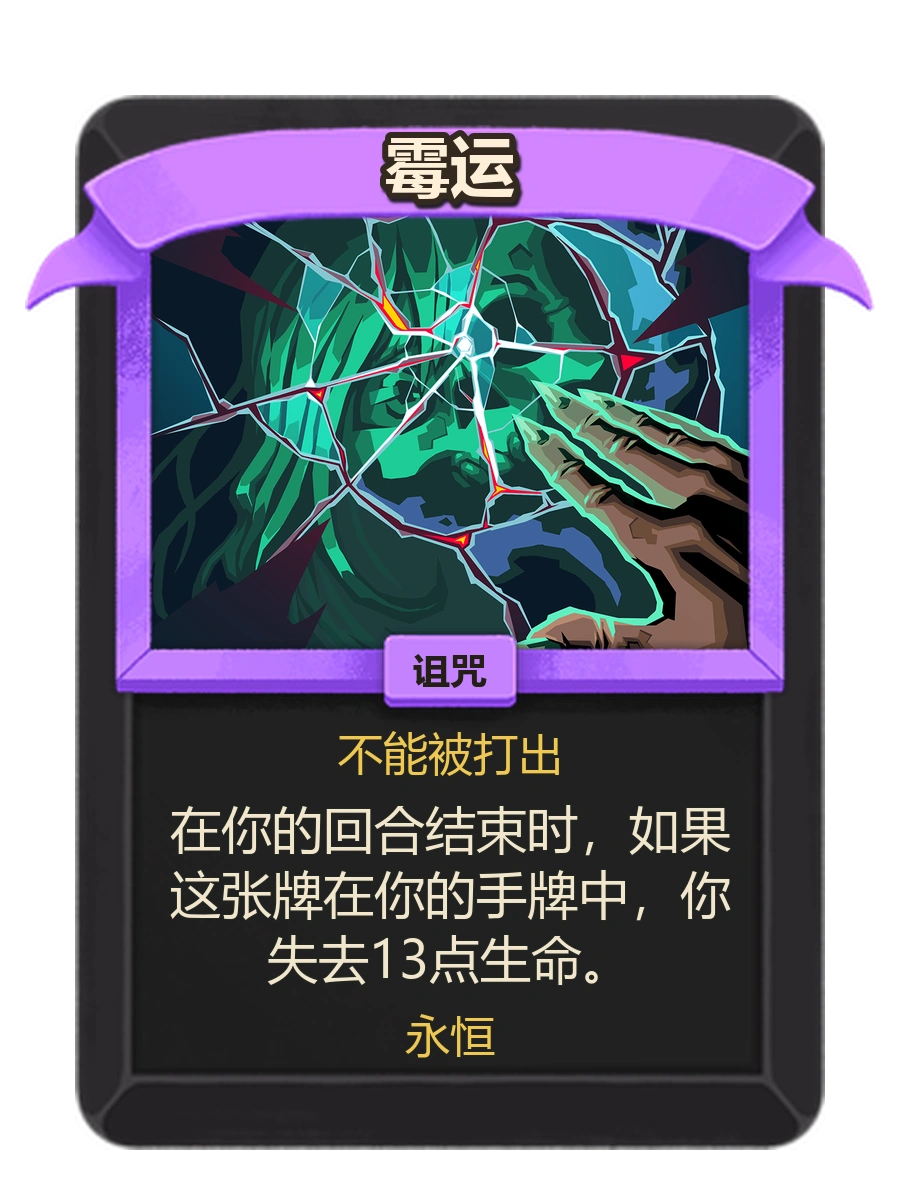 霉运
诅咒
不能被打出
在你的回合结束时，如果
这张牌在你的手牌中，你
失去13点生命。
永恒